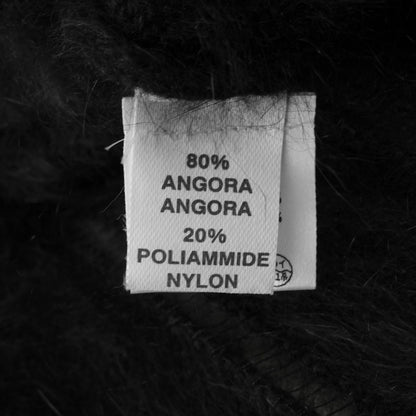 80%
ANGORA
ANGORA
20%
POLIAMMIDE
NYLON